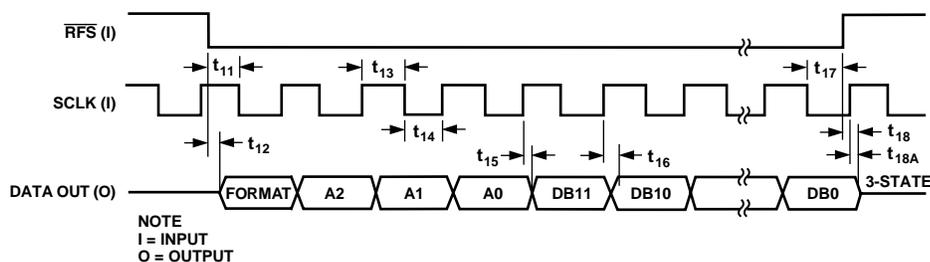 RFS (I)
t11
t13
t17
SCLK (I)
t14
t12
t15
t16
t18
t18A
3-STATE
DATA OUT (O)
FORMAT
A2
A1
A0
DB11
DB10
DB0
NOTE
I = INPUT
O = OUTPUT